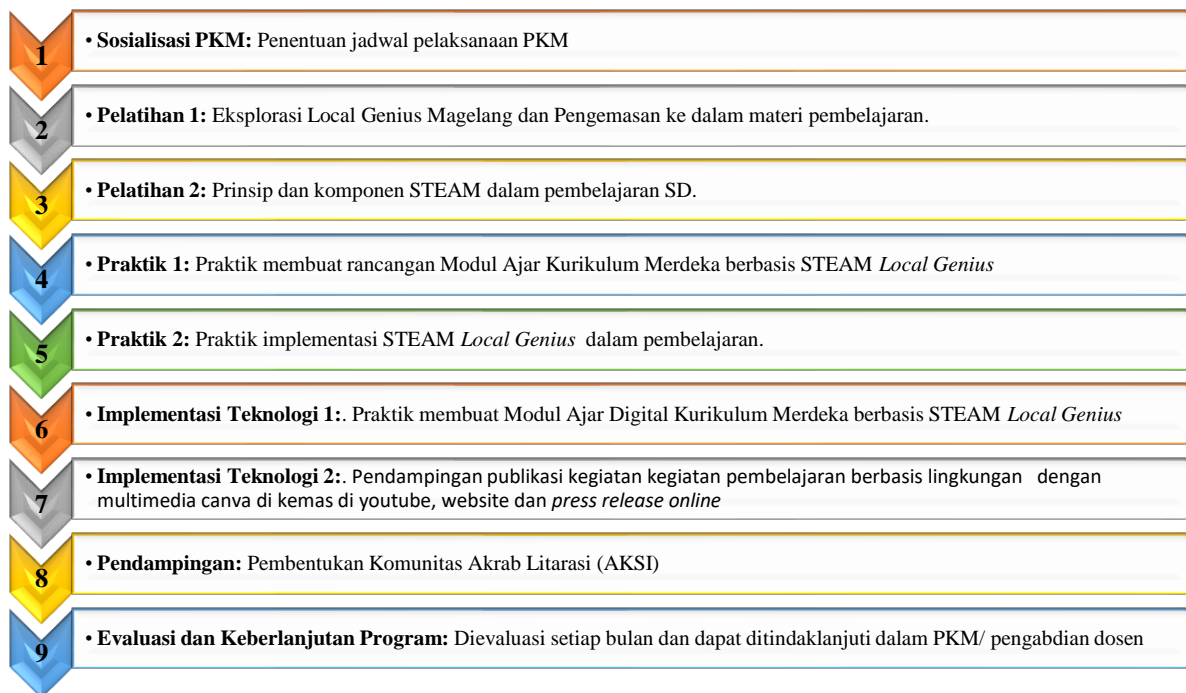 1
• Sosialisasi PKM: Penentuan jadwal pelaksanaan PKM
2
• Pelatihan 1: Eksplorasi Local Genius Magelang dan Pengemasan ke dalam materi pembelajaran.
3
• Pelatihan 2: Prinsip dan komponen STEAM dalam pembelajaran SD.
4
• Praktik 1: Praktik membuat rancangan Modul Ajar Kurikulum Merdeka berbasis STEAM Local Genius
5
• Praktik 2: Praktik implementasi STEAM Local Genius dalam pembelajaran.
6
• Implementasi Teknologi 1:. Praktik membuat Modul Ajar Digital Kurikulum Merdeka berbasis STEAM Local Genius
7
• Implementasi Teknologi 2:. Pendampingan publikasi kegiatan kegiatan pembelajaran berbasis lingkungan dengan
multimedia canva di kemas di youtube, website dan press release online
8
• Pendampingan: Pembentukan Komunitas Akrab Litarasi (AKSI)
9
• Evaluasi dan Keberlanjutan Program: Dievaluasi setiap bulan dan dapat ditindaklanjuti dalam PKM/ pengabdian dosen